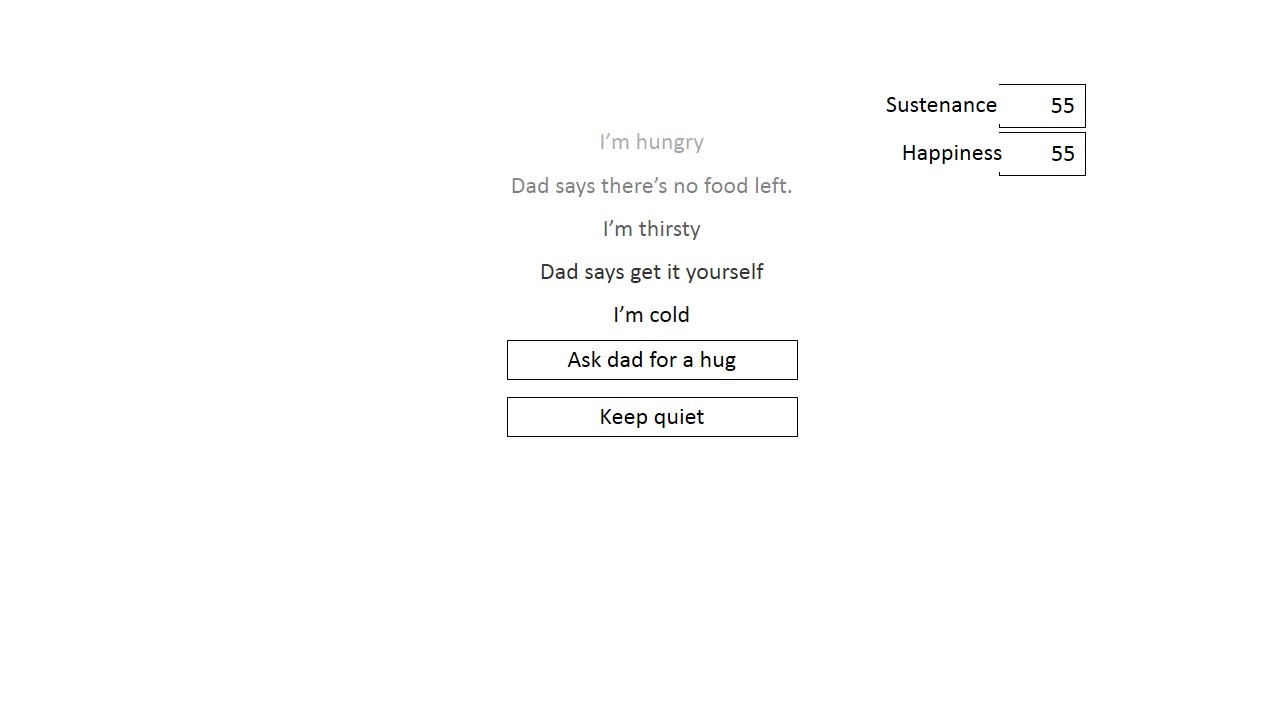 Sustenance 55
Happiness 55
I’m hungry
Dad says there’s no food left.
I’m thirsty
Dad says get it yourself
I’m cold
Ask dad for a hug
Keep quiet